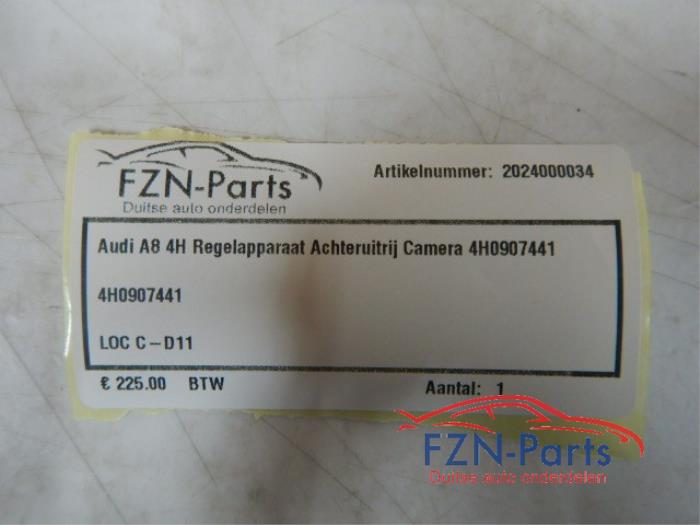 FZN-Parts
Duitse auto onderdelen
Artikelnummer: 2024000034
Audi A8 4H Regelapparaat Achteruitrij Camera 4H0907441
4H0907441
LOC C-D11
€ 225.00 BTW
Aantal: 1
FZN-Parts
Duitse auto onderdelen